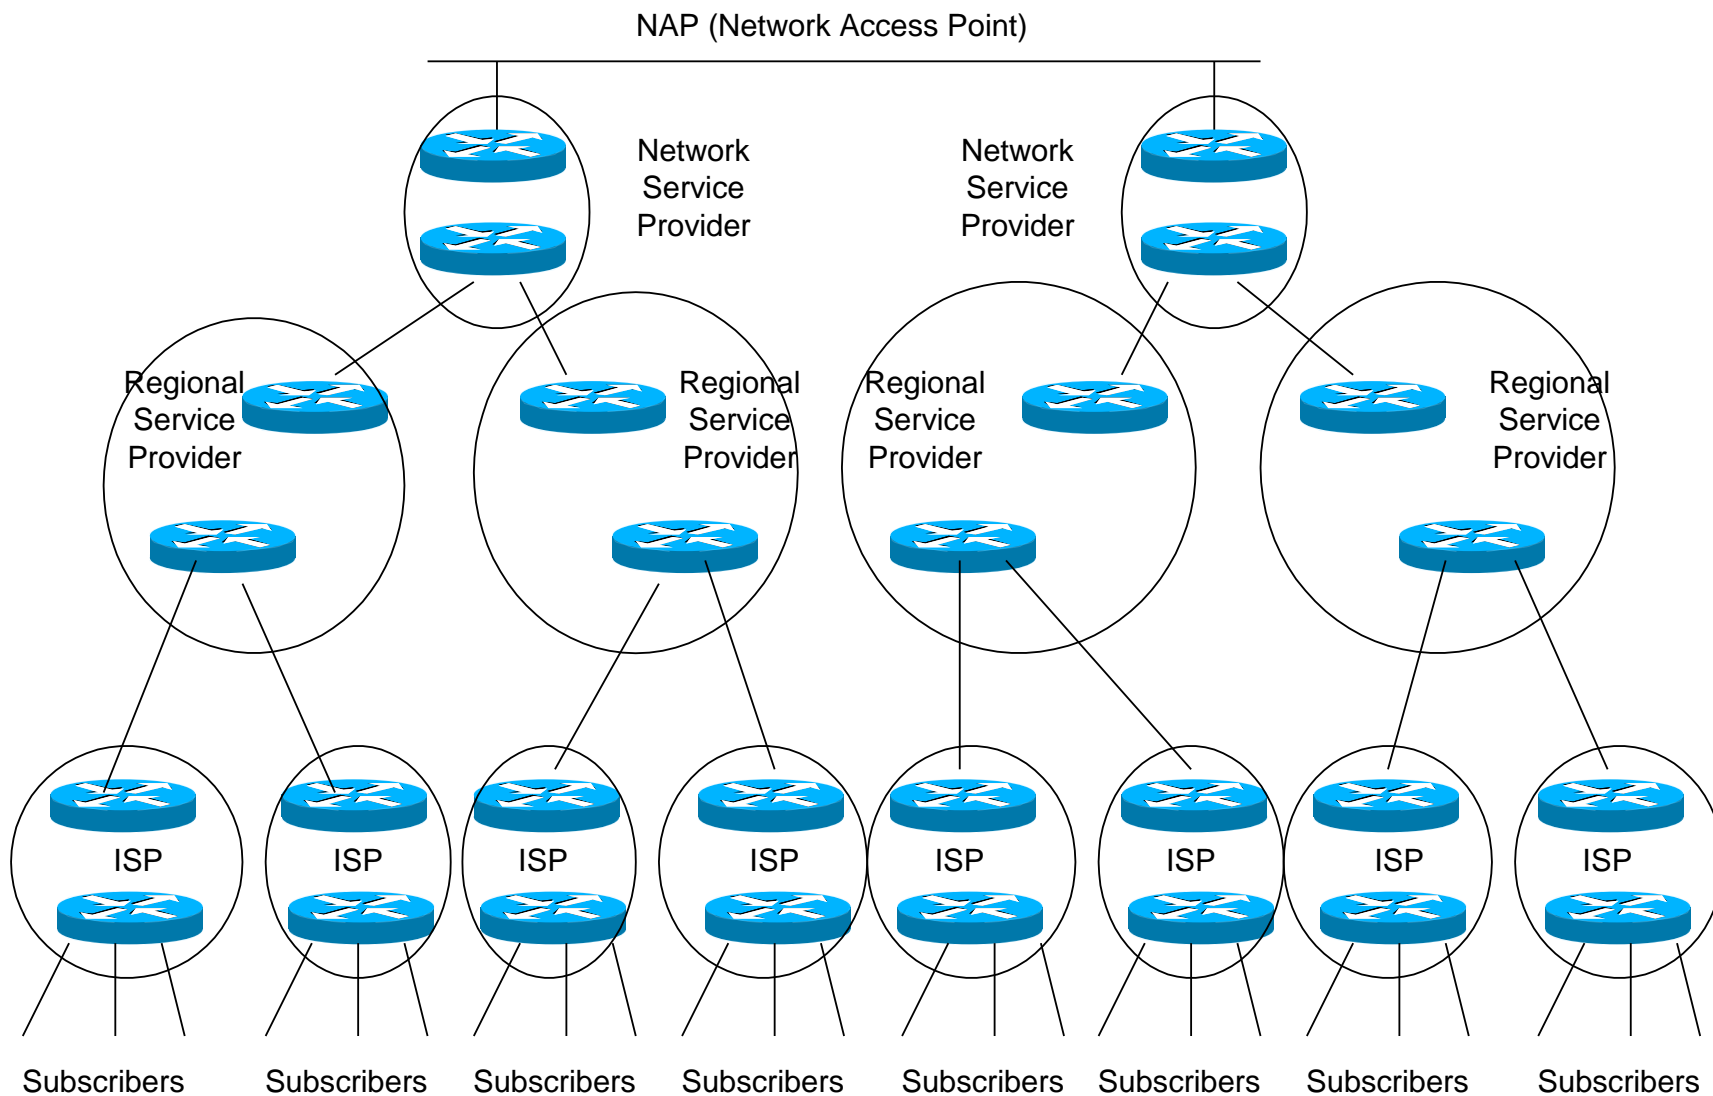 NAP (Network Access Point)
Network
Service
Provider
Network
Service
Provider
Regional
Service
Provider
Regional
Service
Provider
Regional
Service
Provider
Regional
Service
Provider
ISP
ISP
ISP
ISP
ISP
ISP
ISP
ISP
Subscribers
Subscribers
Subscribers
Subscribers
Subscribers
Subscribers
Subscribers
Subscribers